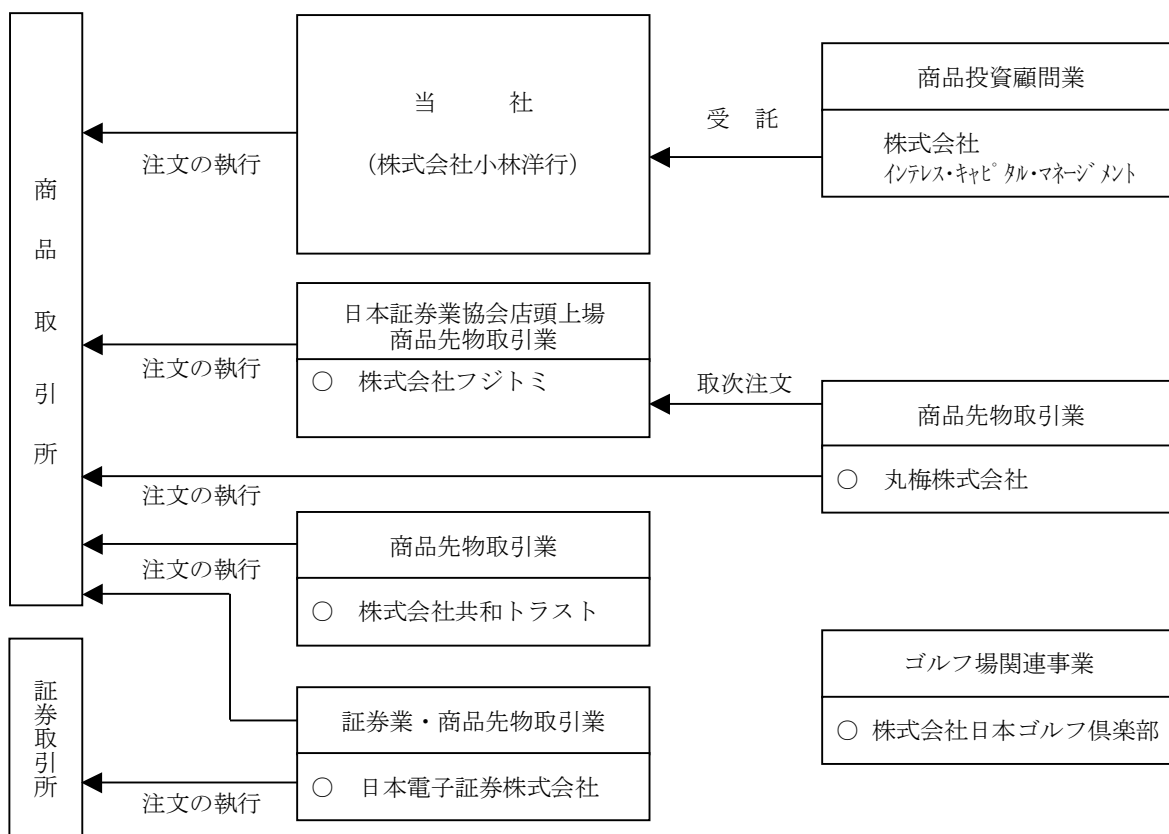 商品取引所
証券取引所
当 社
(株式会社小林洋行)
注文の執行
受 託
商品投資顧問業
株式会社
インテレス・キャピタル・マネージメント
日本証券業協会店頭上場
商品先物取引業
○ 株式会社フジトミ
注文の執行
取次注文
商品先物取引業
○ 丸梅株式会社
注文の執行
商品先物取引業
○ 株式会社共和トラスト
注文の執行
証券業・商品先物取引業
○ 日本電子証券株式会社
注文の執行
ゴルフ場関連事業
○ 株式会社日本ゴルフ倶楽部